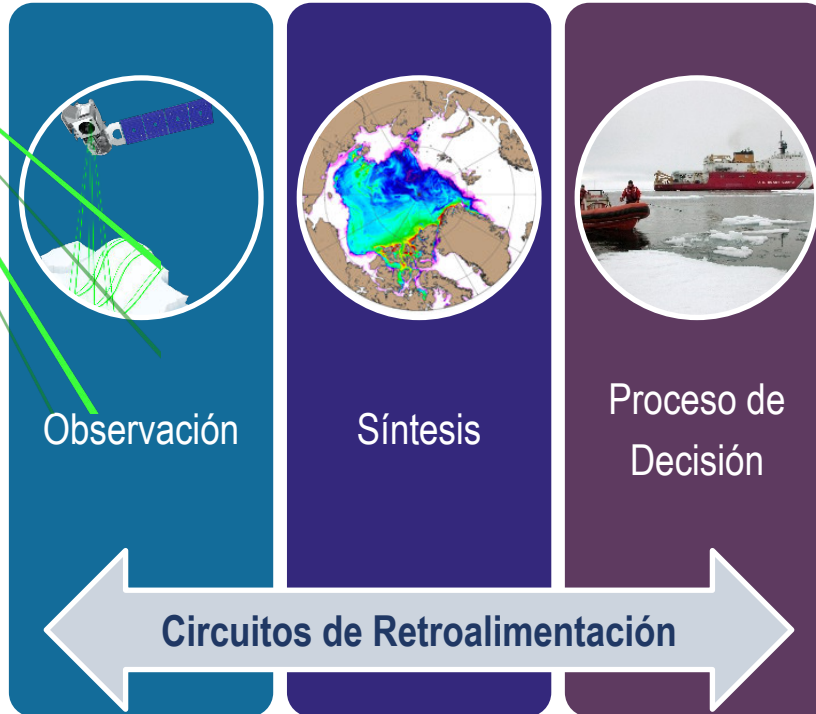 Observación
Síntesis
Proceso de
Decisión
Circuitos de Retroalimentación